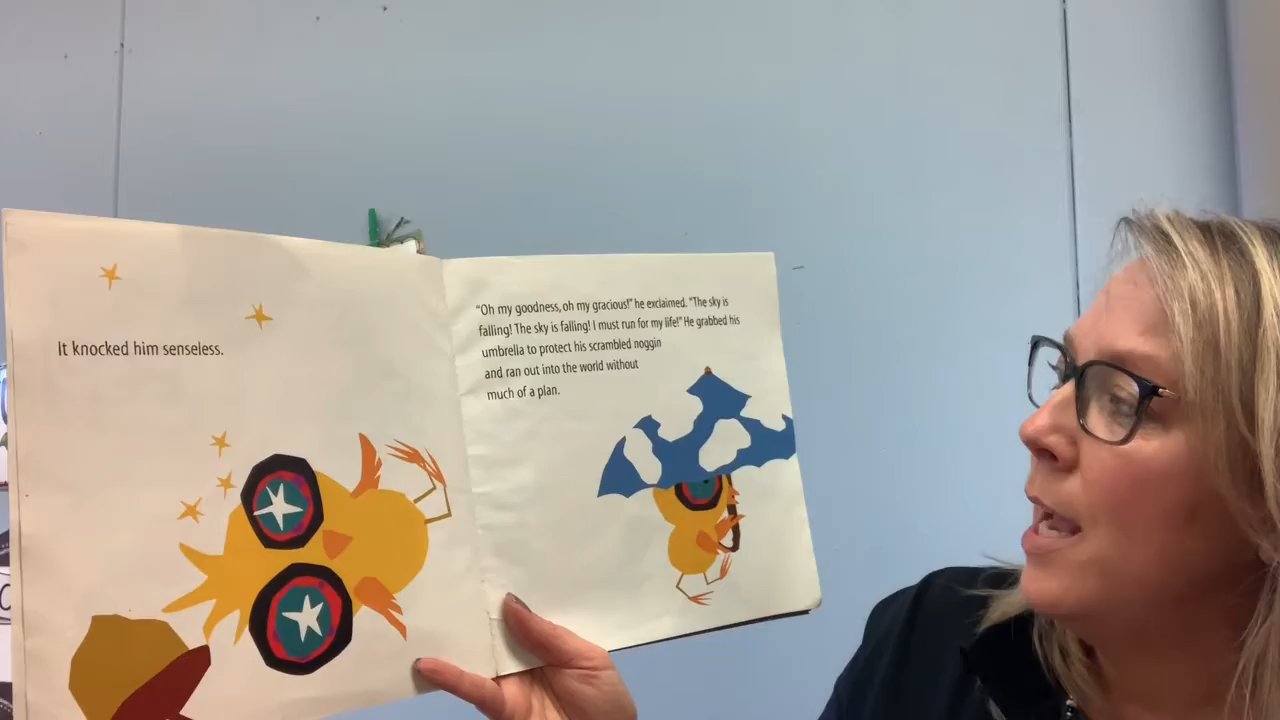 It knocked him senseless.
“Oh my goodness, oh my gracious!” he exclaimed. “The sky is
falling! The sky is falling! I must run for my life!” He grabbed his
umbrella to protect his scrambled noggin
and ran out into the world without
much of a plan.